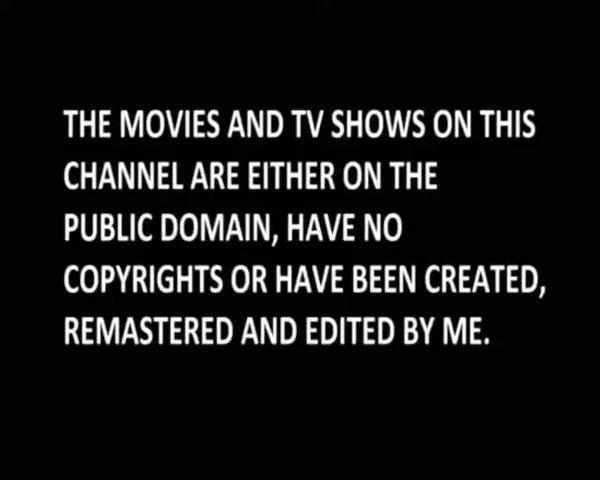 THE MOVIES AND TV SHOWS ON THIS
CHANNEL ARE EITHER ON THE
PUBLIC DOMAIN, HAVE NO
COPYRIGHTS OR HAVE BEEN CREATED,
REMASTERED AND EDITED BY ME.